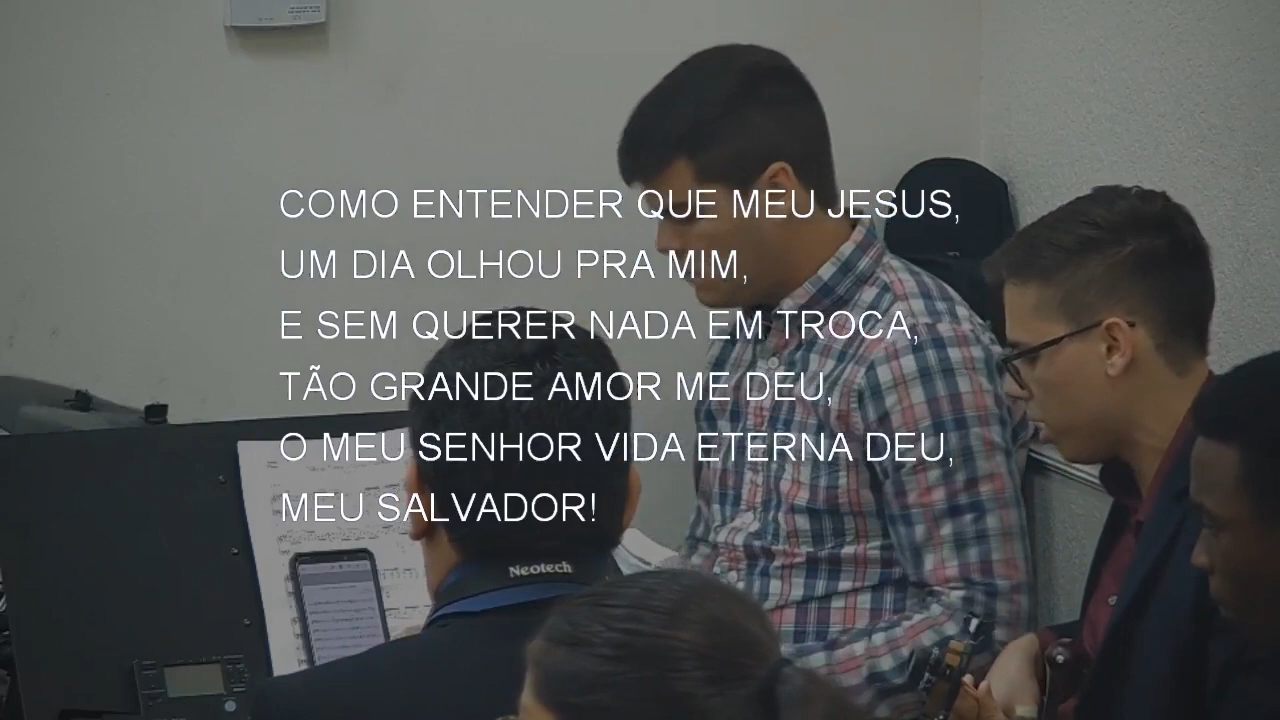 COMO ENTENDER QUE MEU JESUS,
UM DIA OLHOU PRA MIM,
E SEM QUERER NADA EM TROCA,
TÃO GRANDE AMOR ME DEU,
O MEU SENHOR VIDA ETERNA DEU,
MEU SALVADOR!
Neotech